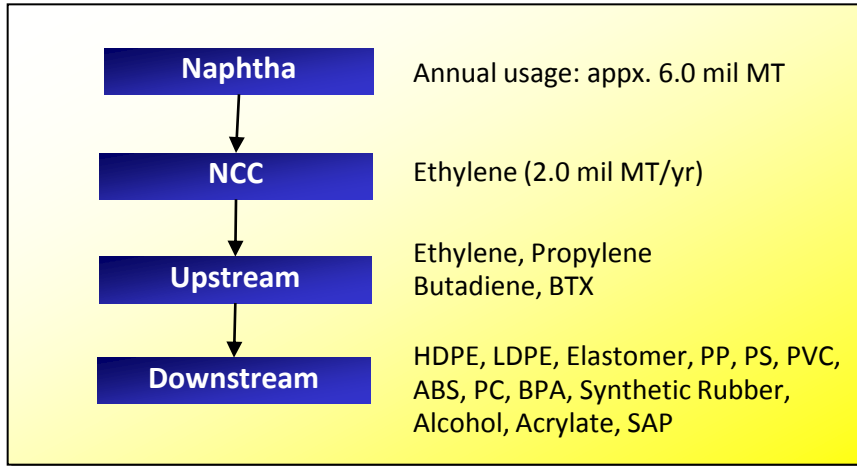 Naphtha
Annual usage: appx. 6.0 mil MT
NCC
Ethylene (2.0 mil MT/yr)
Upstream
Ethylene, Propylene
Butadiene, BTX
Downstream
HDPE, LDPE, Elastomer, PP, PS, PVC,
ABS, PC, BPA, Synthetic Rubber,
Alcohol, Acrylate, SAP